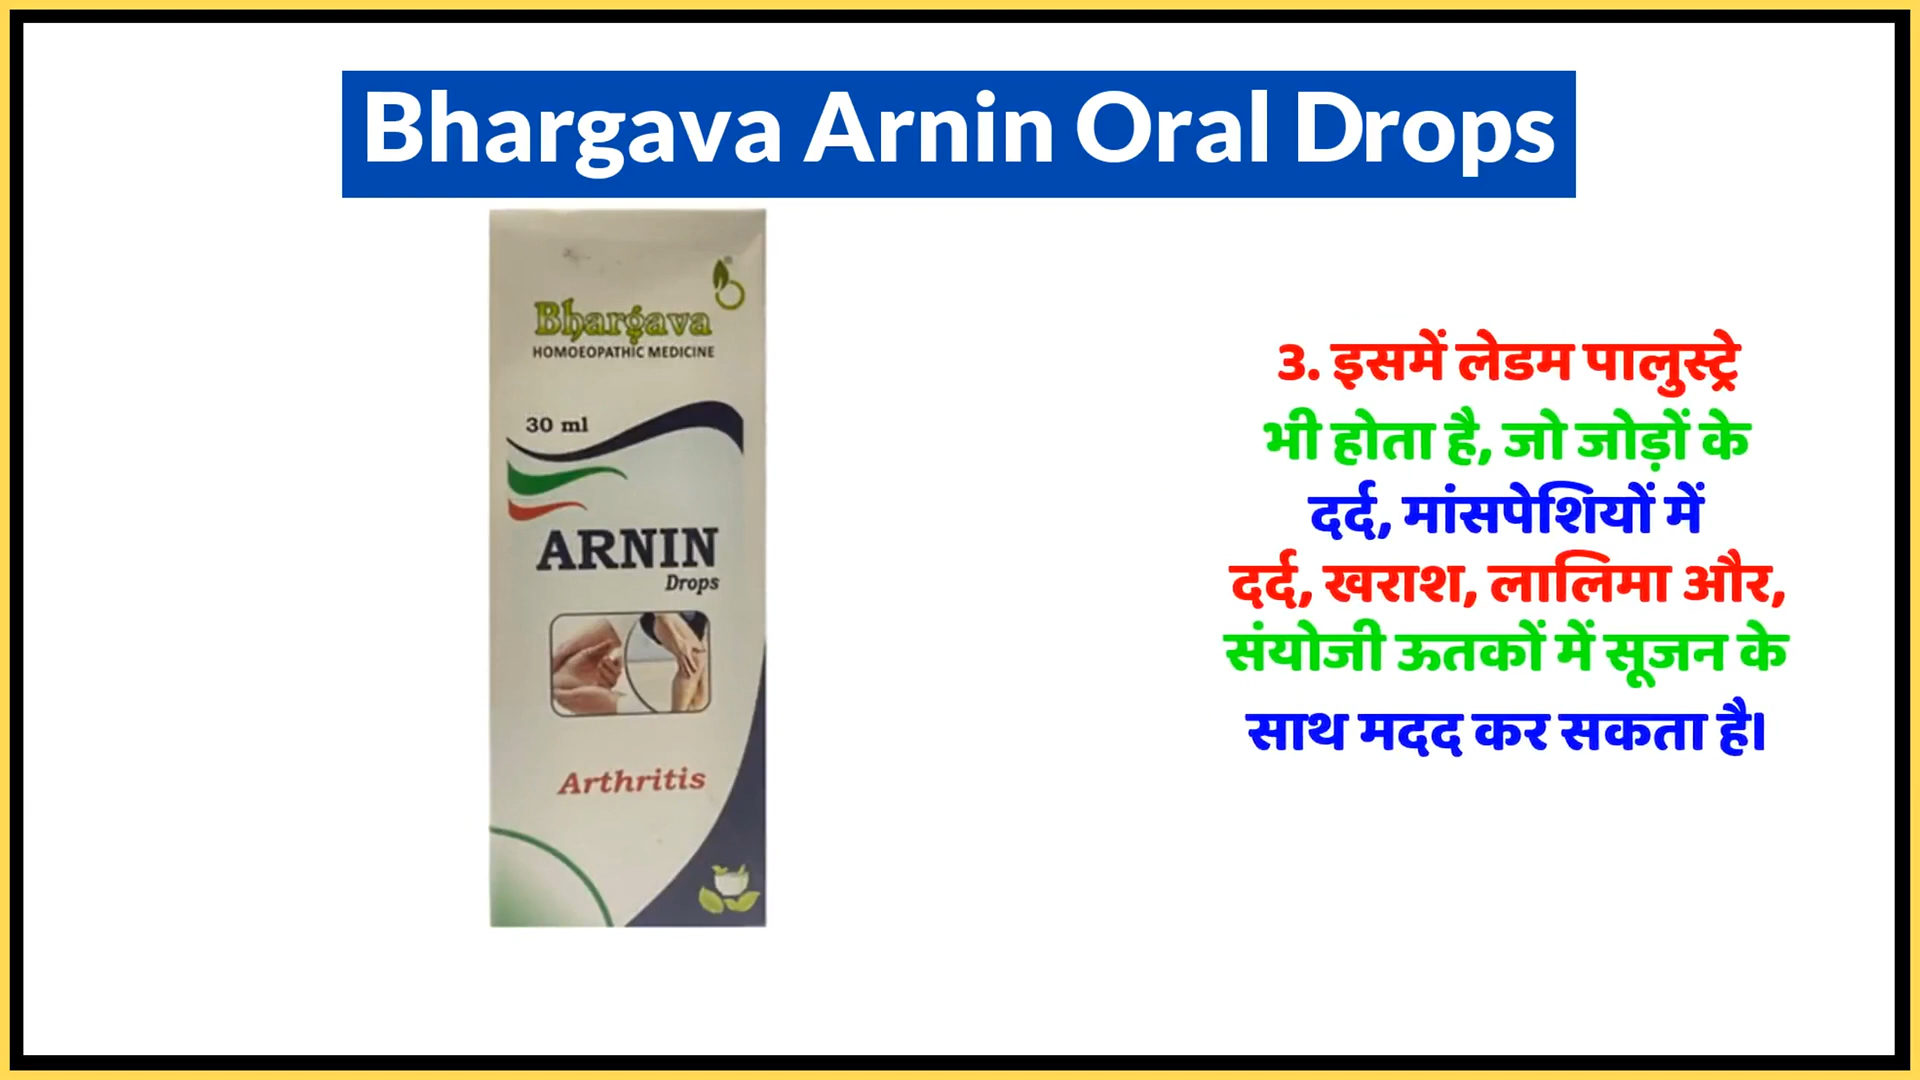 Bhargava Arnin Oral Drops
Bhargava
HOMOEOPATHIC MEDICINE
30 ml
ARNIN
Drops
Arthritis
3. इसमें लेडम पालुस्ट्रे
भी होता है, जो जोड़ों के
दर्द, मांसपेशियों में
दर्द, खराश, लालिमा और,
संयोजी ऊतकों में सूजन के
साथ मदद कर सकता है।